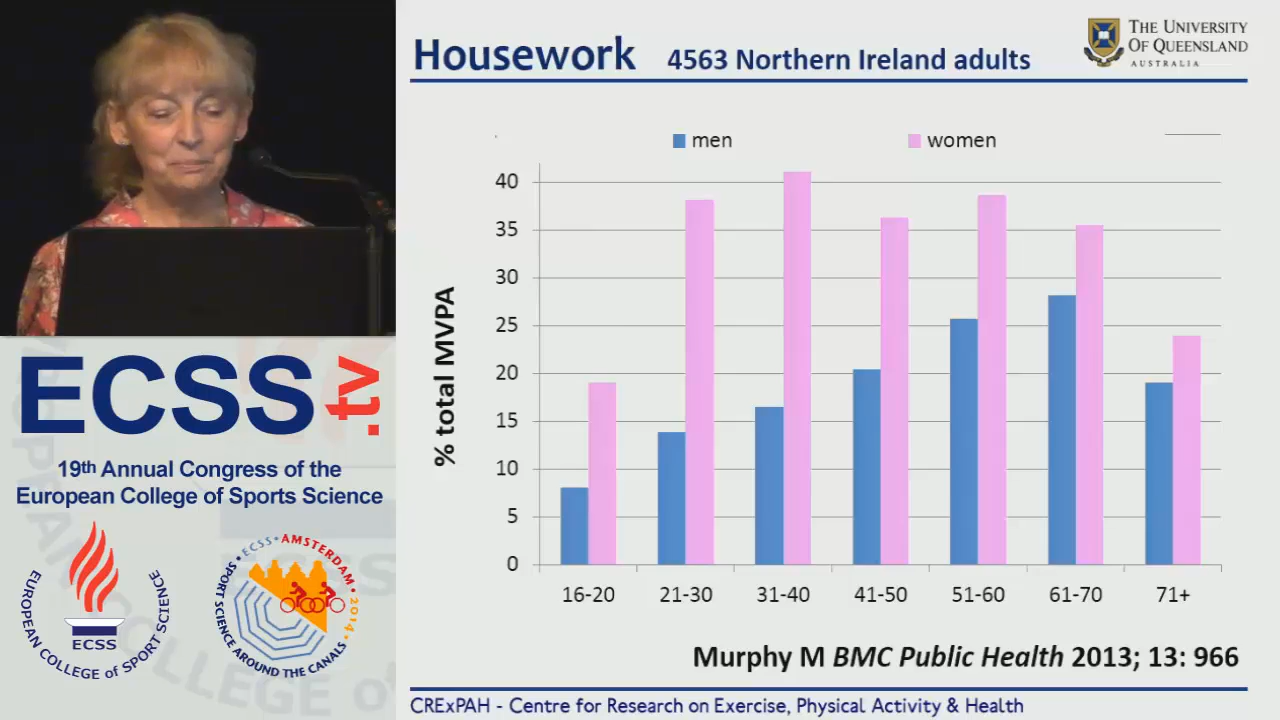 Housework 4563 Northern Ireland adults
THE UNIVERSITY
OF QUEENSLAND
AUSTRALIA
men women
% total MVPA
40
35
30
25
20
15
10
5
0
16-20 21-30 31-40 41-50 51-60 61-70 71+
Murphy M BMC Public Health 2013; 13: 966
CRExPAH - Centre for Research on Exercise, Physical Activity & Health
ECSS.tv
19th Annual Congress of the
European College of Sports Science
EUROPEAN COLLEGE of SPORT SCIENCE
ECSS
•ECSS•AMSTERDAM•2014•
SPORT SCIENCE AROUND THE CANALS